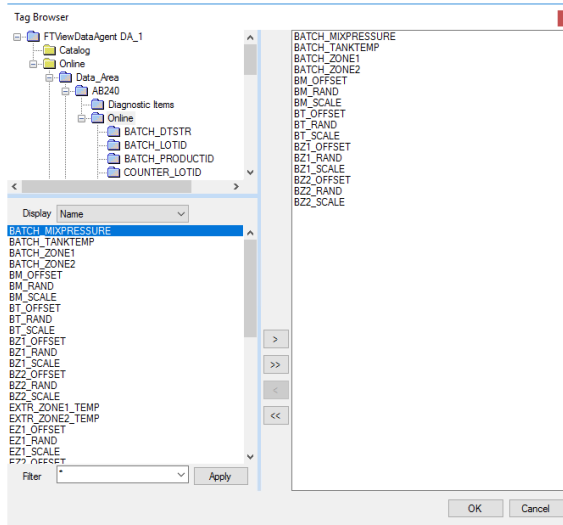 Tag Browser
FTViewDataAgent DA_1
Catalog
Online
Data_Area
AB240
Diagnostic Items
Online
BATCH_DTSTR
BATCH_LOTID
BATCH_PRODUCTID
COUNTER_LOTID
Display Name
BATCH_MIXPRESSURE
BATCH_TANKTEMP
BATCH_ZONE1
BATCH_ZONE2
BM_OFFSET
BM_RAND
BM_SCALE
BT_OFFSET
BT_RAND
BT_SCALE
BZ1_OFFSET
BZ1_RAND
BZ1_SCALE
BZ2_OFFSET
BZ2_RAND
BZ2_SCALE
EXTR_ZONE1_TEMP
EXTR_ZONE2_TEMP
EZ1_OFFSET
EZ1_RAND
EZ1_SCALE
EZ2_OFFSET
Filter * Apply
>
>>
<
<<
BATCH_MIXPRESSURE
BATCH_TANKTEMP
BATCH_ZONE1
BATCH_ZONE2
BM_OFFSET
BM_RAND
BM_SCALE
BT_OFFSET
BT_RAND
BT_SCALE
BZ1_OFFSET
BZ1_RAND
BZ1_SCALE
BZ2_OFFSET
BZ2_RAND
BZ2_SCALE
OK Cancel